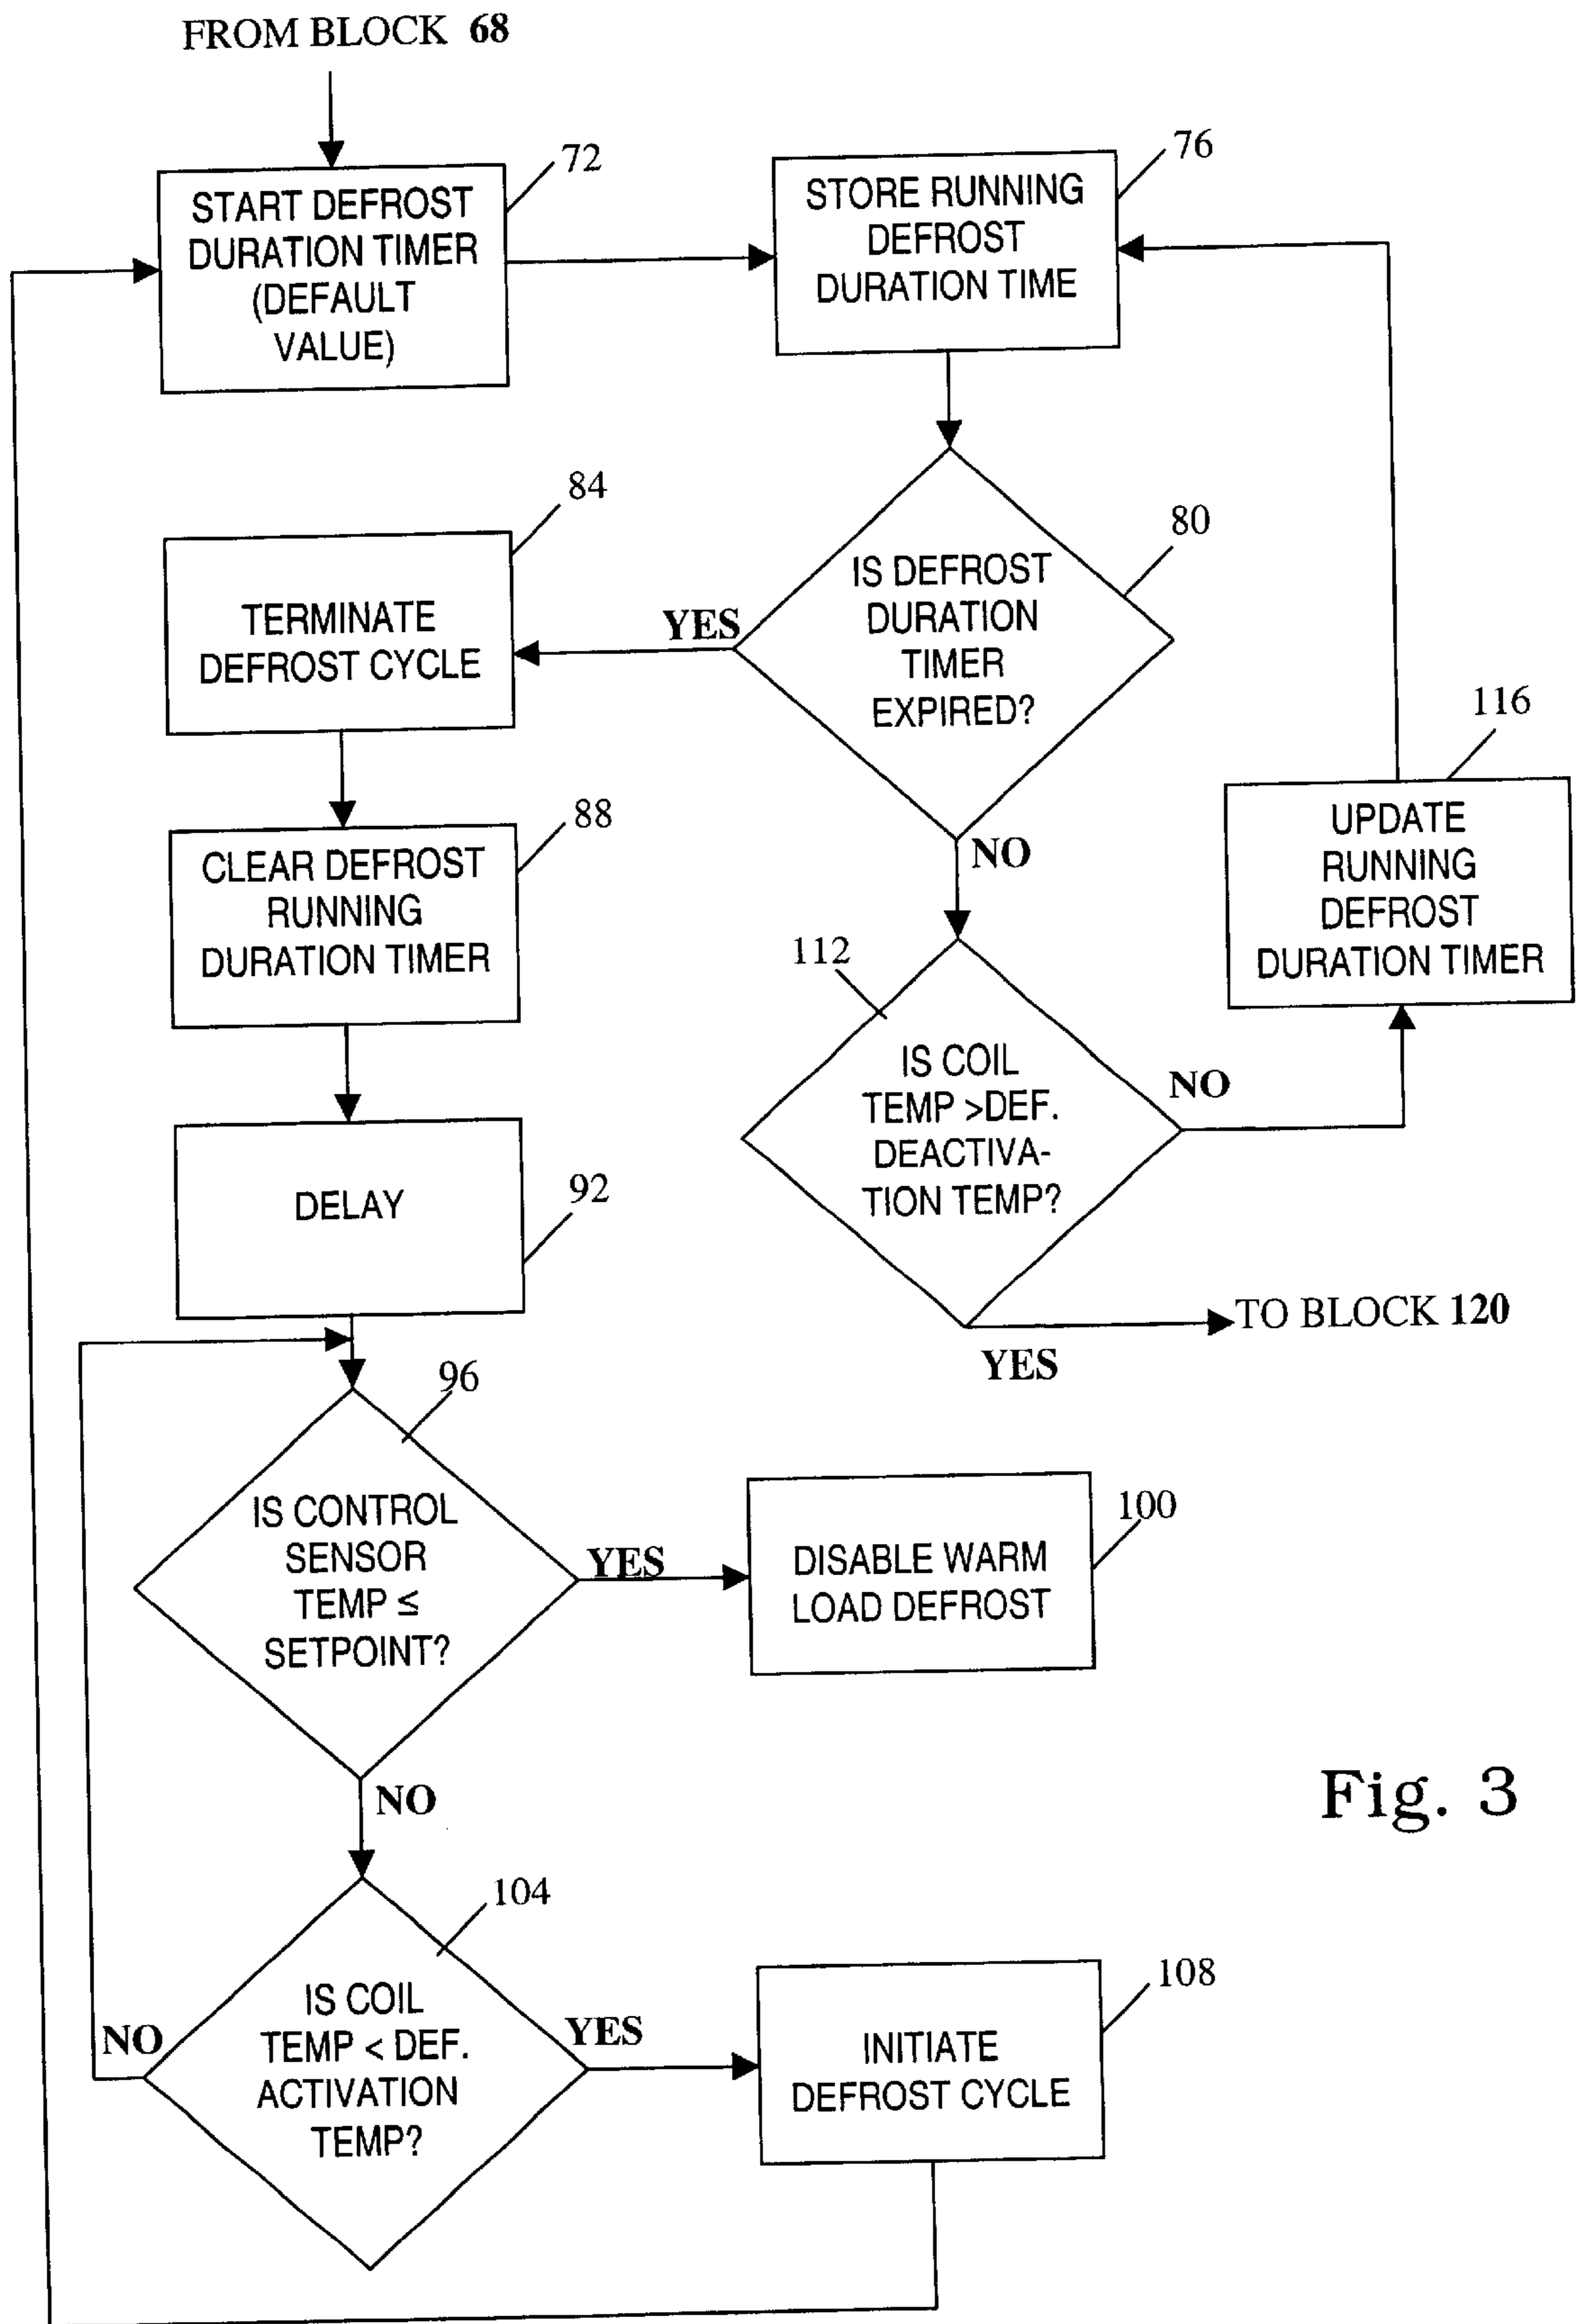 FROM BLOCK 68
72
START DEFROST
DURATION TIMER
(DEFAULT
VALUE)
76
STORE RUNNING
DEFROST
DURATION TIME
84
TERMINATE
DEFROST CYCLE
YES
80
IS DEFROST
DURATION
TIMER
EXPIRED?
NO
116
UPDATE
RUNNING
DEFROST
DURATION TIMER
88
CLEAR DEFROST
RUNNING
DURATION TIMER
112
IS COIL
TEMP >DEF.
DEACTIVA-
TION TEMP?
NO
YES
TO BLOCK 120
92
DELAY
96
IS CONTROL
SENSOR
TEMP ≤
SETPOINT?
YES
100
DISABLE WARM
LOAD DEFROST
NO
104
IS COIL
TEMP < DEF.
ACTIVATION
TEMP?
NO
YES
108
INITIATE
DEFROST CYCLE
Fig. 3